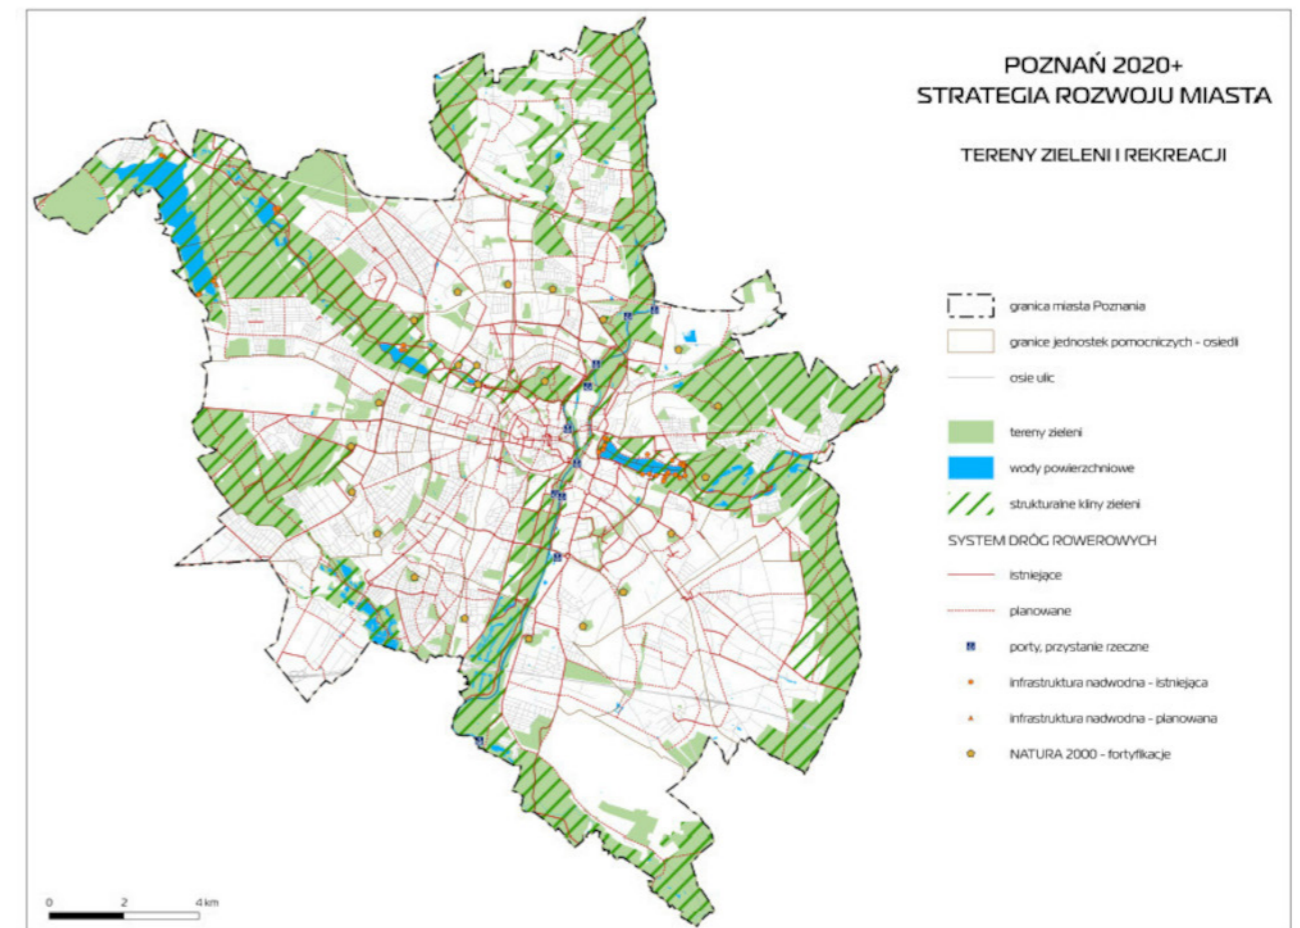 POZNAŃ 2020+
STRATEGIA ROZWOJU MIASTA
TERENY ZIELENI I REKREACJI
granica miasta Poznania
granice jednostek pomocniczych - osiedli
osie ulic
tereny zieleni
wody powierzchniowe
strukturalne kliny zieleni
SYSTEM DRÓG ROWEROWYCH
istniejące
planowane
porty, przystanie rzeczne
infrastruktura nadwodna - istniejąca
infrastruktura nadwodna - planowana
NATURA 2000 - fortyfikacje
0 2 4 km